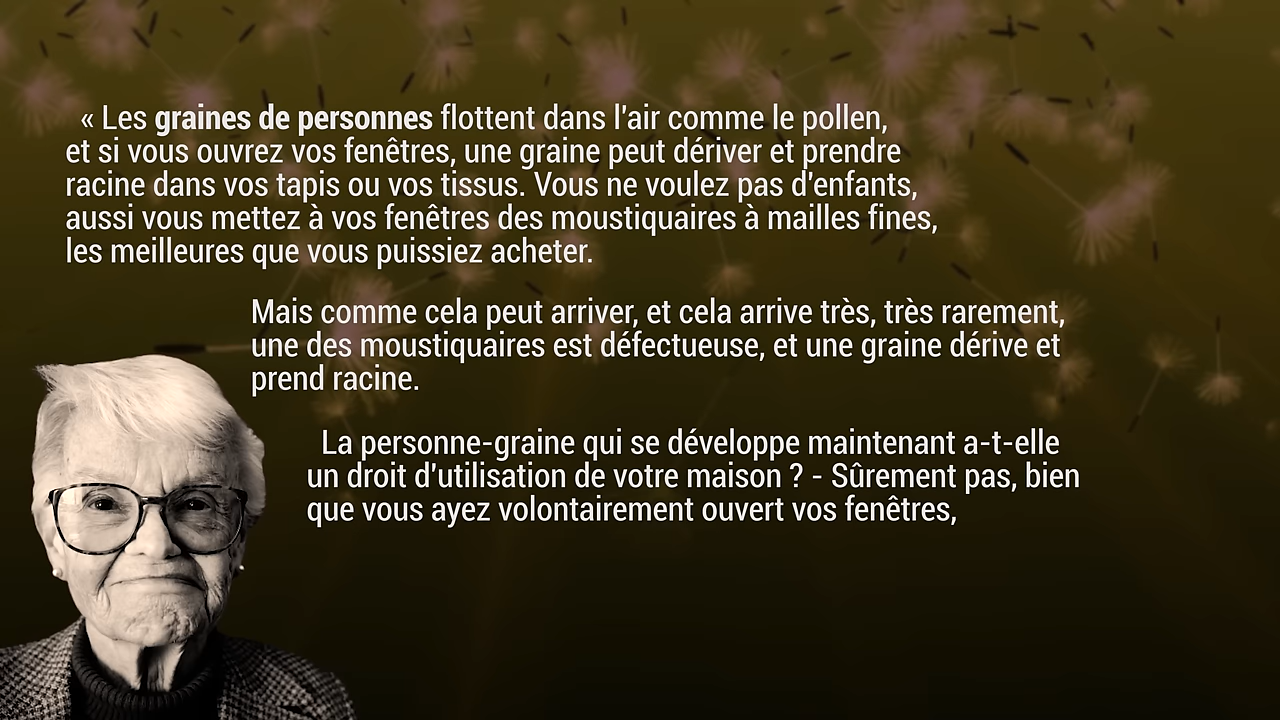 « Les graines de personnes flottent dans l'air comme le pollen,
et si vous ouvrez vos fenêtres, une graine peut dériver et prendre
racine dans vos tapis ou vos tissus. Vous ne voulez pas d'enfants,
aussi vous mettez à vos fenêtres des moustiquaires à mailles fines,
les meilleures que vous puissiez acheter.
Mais comme cela peut arriver, et cela arrive très, très rarement,
une des moustiquaires est défectueuse, et une graine dérive et
prend racine.
La personne-graine qui se développe maintenant a-t-elle
un droit d'utilisation de votre maison ? - Sûrement pas, bien
que vous ayez volontairement ouvert vos fenêtres,